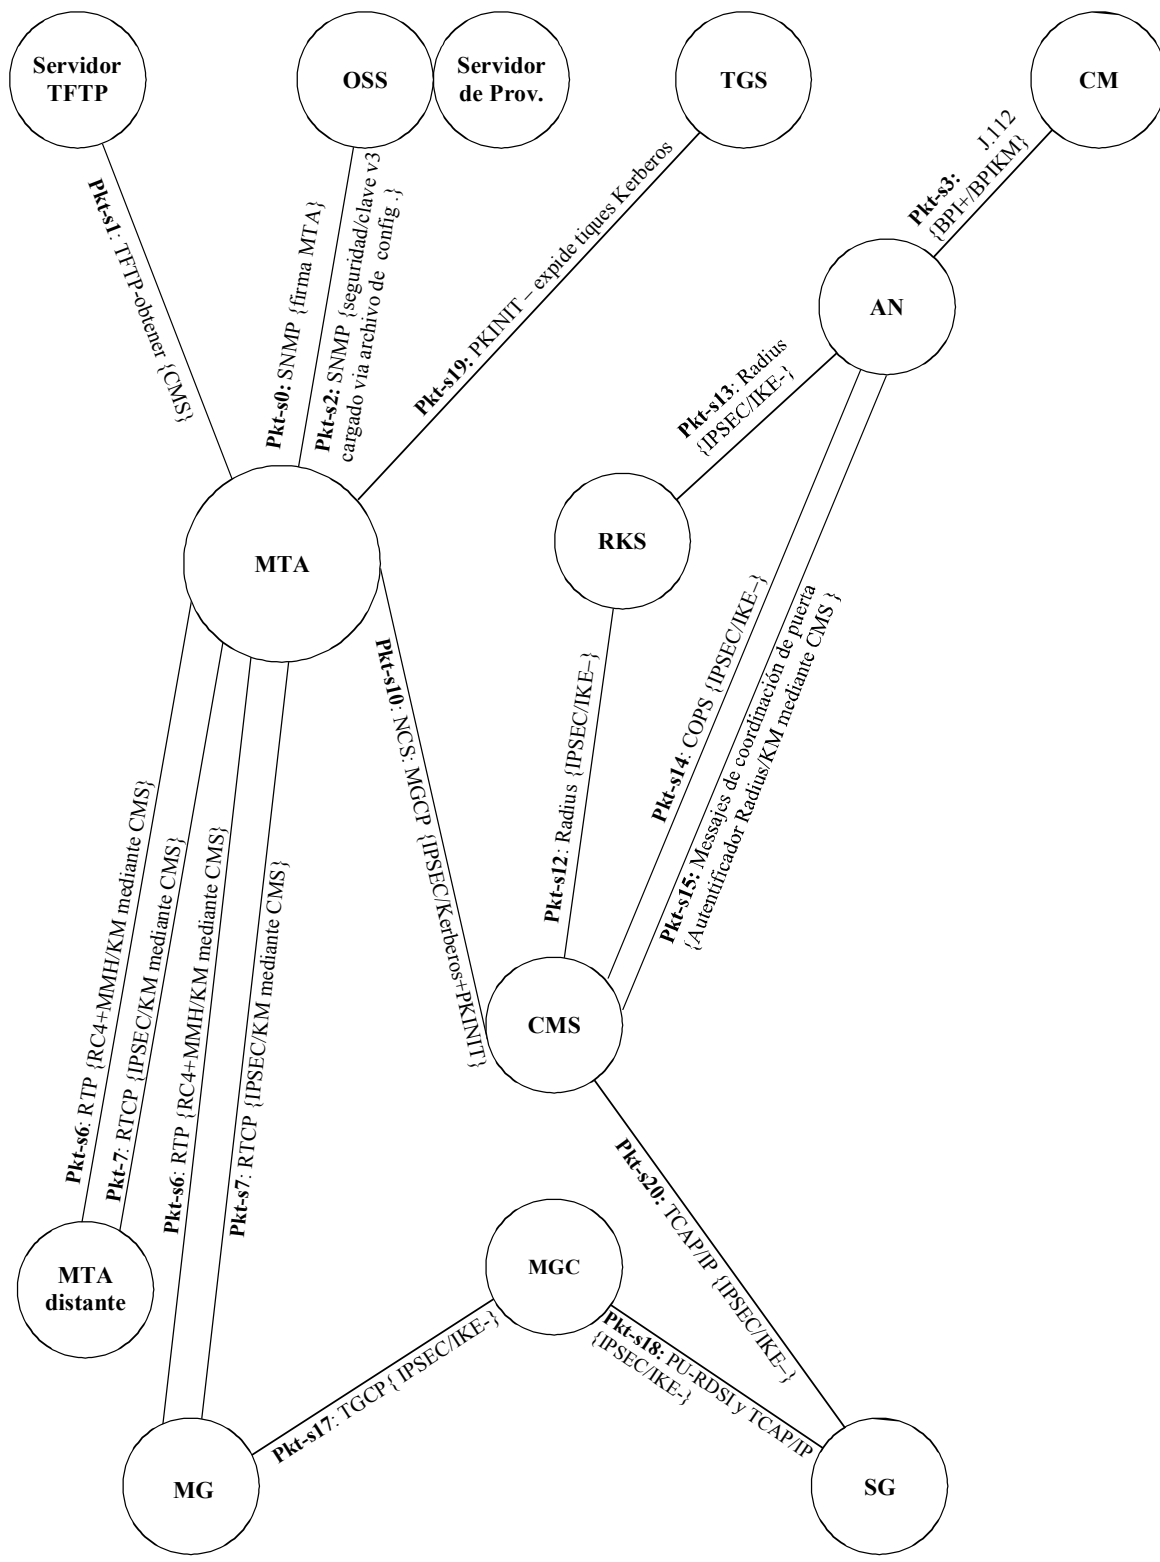 Servidor
TFTP
OSS
Servidor
de Prov.
TGS
CM
Pkt-s1: TFTP-obtener {CMS}
Pkt-s0: SNMP {firma MTA}
Pkt-s2: SNMP {seguridad/clave v3
cargado via archivo de config .}
Pkt-s19: PKINIT – expide tiques Kerberos
Pkt-s3: J.112
{BPI+/BPIKM}
AN
Pkt-s13: Radius
{IPSEC/IKE-}
RKS
MTA
Pkt-s10: NCS: MGCP {IPSEC/Kerberos+PKINIT}
Pkt-s12: Radius {IPSEC/IKE–}
Pkt-s14: COPS {IPSEC/IKE–}
Pkt-s15: Messajes de coordinación de puerta
{Autentificador Radius/KM mediante CMS }
Pkt-s6: RTP {RC4+MMH/KM mediante CMS}
Pkt-7: RTCP {IPSEC/KM mediante CMS}
Pkt-s6: RTP {RC4+MMH/KM mediante CMS}
Pkt-s7: RTCP {IPSEC/KM mediante CMS}
CMS
Pkt-s20: TCAP/IP {IPSEC/IKE–}
MTA
distante
MGC
Pkt-s17: TGCP{ IPSEC/IKE-}
Pkt-s18: PU-RDSI y TCAP/IP
{IPSEC/IKE-}
MG
SG